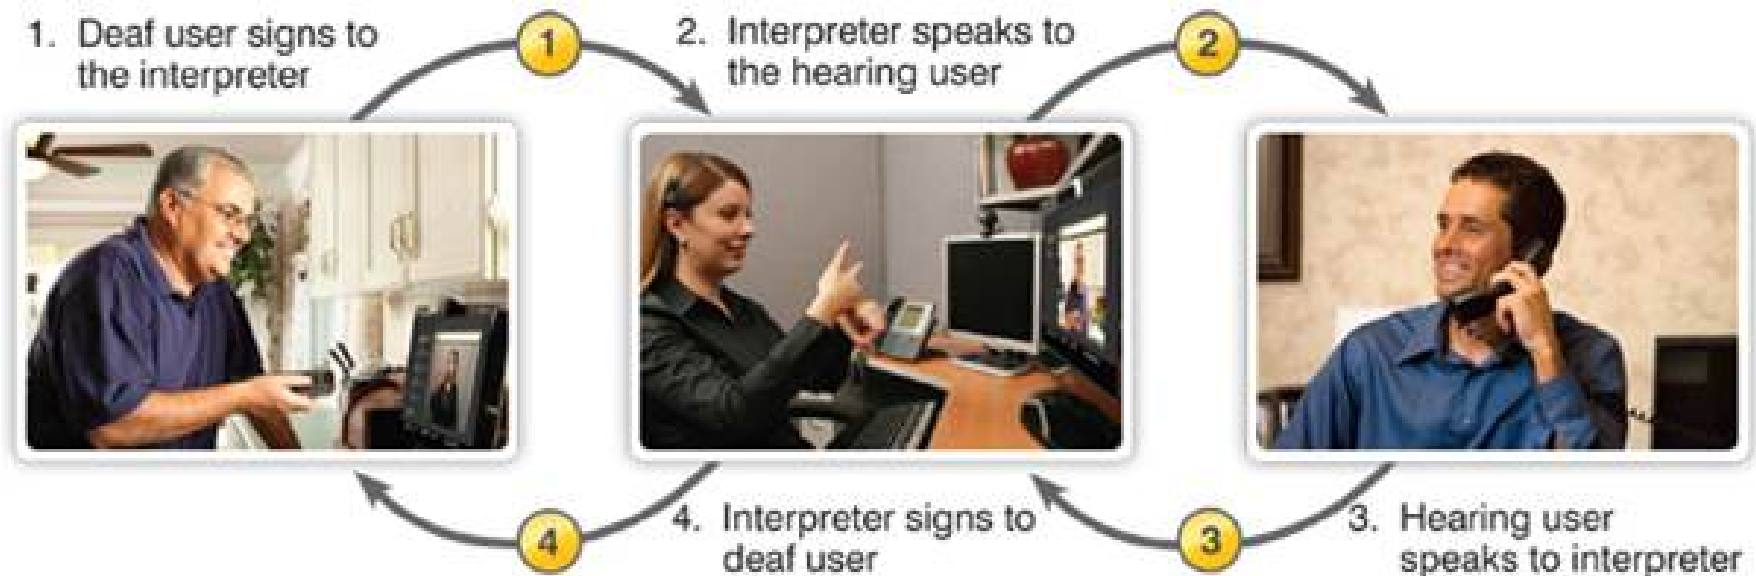 1. Deaf user signs to
the interpreter
1
2. Interpreter speaks to
the hearing user
2
4
4. Interpreter signs to
deaf user
3
3. Hearing user
speaks to interpreter